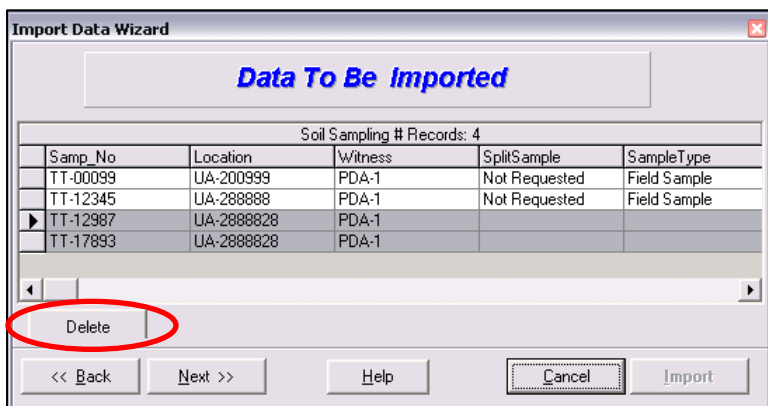 Import Data Wizard
Data To Be Imported
Soil Sampling # Records: 4
Samp_No Location Witness SplitSample SampleType
TT-00099 UA-200999 PDA-1 Not Requested Field Sample
TT-12345 UA-288888 PDA-1 Not Requested Field Sample
TT-12987 UA-2888828 PDA-1
TT-17893 UA-2888828 PDA-1
Delete
<< Back Next >> Help Cancel Import